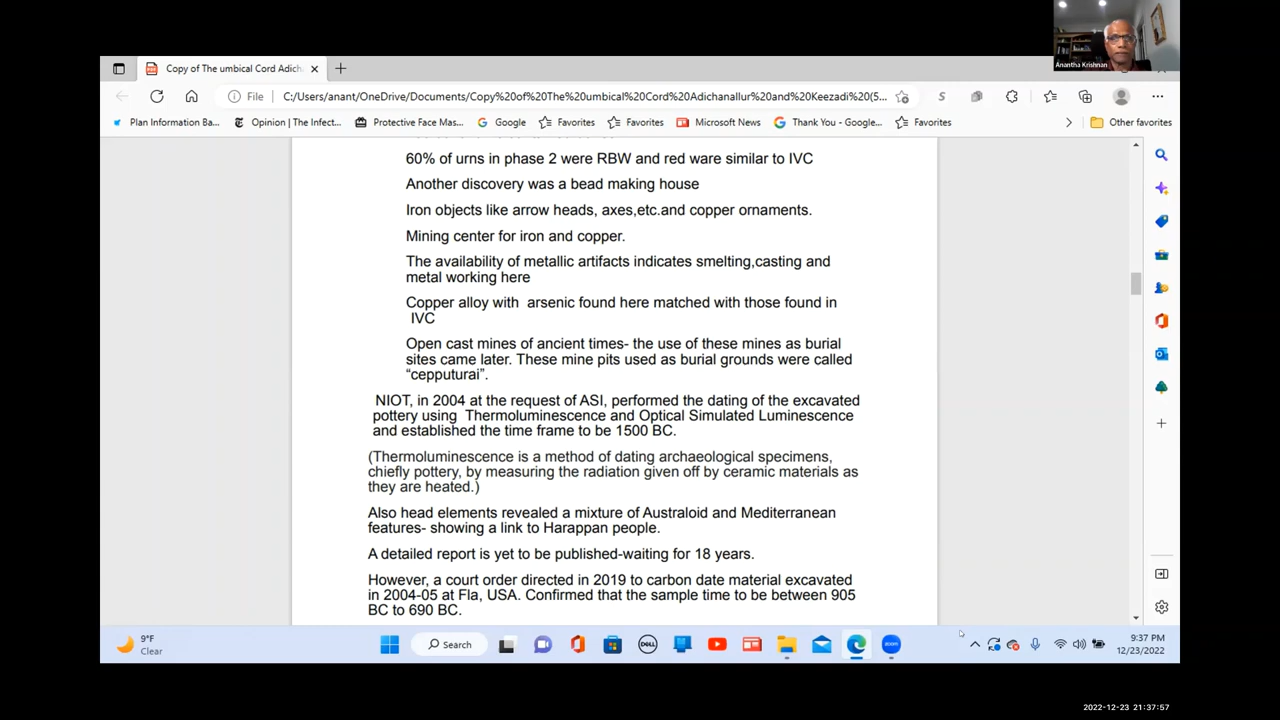 Anantha Krishnan
Copy of The umbical Cord Adich
File
C:/Users/anant/OneDrive/Documents/Copy%20of%20The%20umbical%20Cord%20Adichanallur%20and%20Keezadi%20(5...
Plan Information Ba...
Opinion | The Infect...
Protective Face Mas...
Google
Favorites
Favorites
Microsoft News
Thank You - Google...
Favorites
Other favorites
60% of urns in phase 2 were RBW and red ware similar to IVC
Another discovery was a bead making house
Iron objects like arrow heads, axes,etc.and copper ornaments.
Mining center for iron and copper.
The availability of metallic artifacts indicates smelting,casting and
metal working here
Copper alloy with arsenic found here matched with those found in
IVC
Open cast mines of ancient times- the use of these mines as burial
sites came later. These mine pits used as burial grounds were called
“cepputurai”.
NIOT, in 2004 at the request of ASI, performed the dating of the excavated
pottery using Thermoluminescence and Optical Simulated Luminescence
and established the time frame to be 1500 BC.
(Thermoluminescence is a method of dating archaeological specimens,
chiefly pottery, by measuring the radiation given off by ceramic materials as
they are heated.)
Also head elements revealed a mixture of Australoid and Mediterranean
features- showing a link to Harappan people.
A detailed report is yet to be published-waiting for 18 years.
However, a court order directed in 2019 to carbon date material excavated
in 2004-05 at Fla, USA. Confirmed that the sample time to be between 905
BC to 690 BC.
9°F
Clear
Search
DELL
zoom
9:37 PM
12/23/2022
2022-12-23 21:37:57